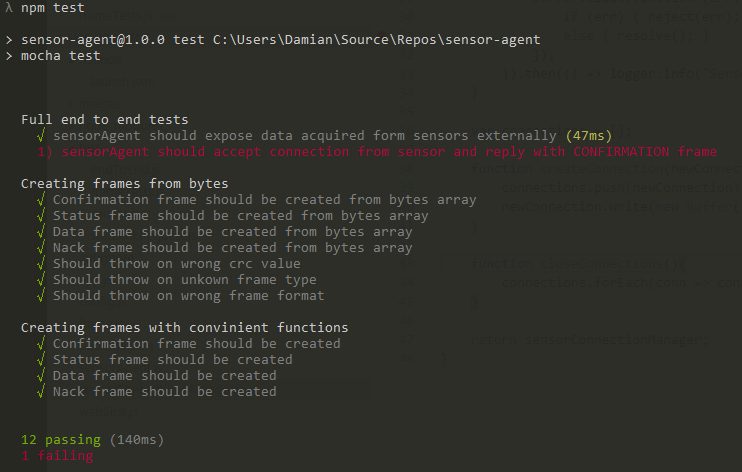 λ npm test
> sensor-agent@1.0.0 test C:\Users\Damian\Source\Repos\sensor-agent
> mocha test
Full end to end tests
√ sensorAgent should expose data acquired form sensors externally (47ms)
1) sensorAgent should accept connection from sensor and reply with CONFIRMATION frame
Creating frames from bytes
√ Confirmation frame should be created from bytes array
√ Status frame should be created from bytes array
√ Data frame should be created from bytes array
√ Nack frame should be created from bytes array
√ Should throw on wrong crc value
√ Should throw on unkown frame type
√ Should throw on wrong frame format
Creating frames with convinient functions
√ Confirmation frame should be created
√ Status frame should be created
√ Data frame should be created
√ Nack frame should be created
12 passing (140ms)
1 failing